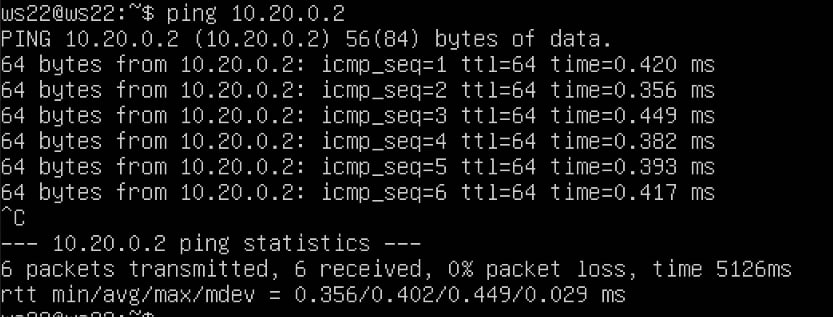 ws22@ws22:~$ ping 10.20.0.2
PING 10.20.0.2 (10.20.0.2) 56(84) bytes of data.
64 bytes from 10.20.0.2: icmp_seq=1 ttl=64 time=0.420 ms
64 bytes from 10.20.0.2: icmp_seq=2 ttl=64 time=0.356 ms
64 bytes from 10.20.0.2: icmp_seq=3 ttl=64 time=0.449 ms
64 bytes from 10.20.0.2: icmp_seq=4 ttl=64 time=0.382 ms
64 bytes from 10.20.0.2: icmp_seq=5 ttl=64 time=0.393 ms
64 bytes from 10.20.0.2: icmp_seq=6 ttl=64 time=0.417 ms
^C
--- 10.20.0.2 ping statistics ---
6 packets transmitted, 6 received, 0% packet loss, time 5126ms
rtt min/avg/max/mdev = 0.356/0.402/0.449/0.029 ms
ws22@ws22:~$